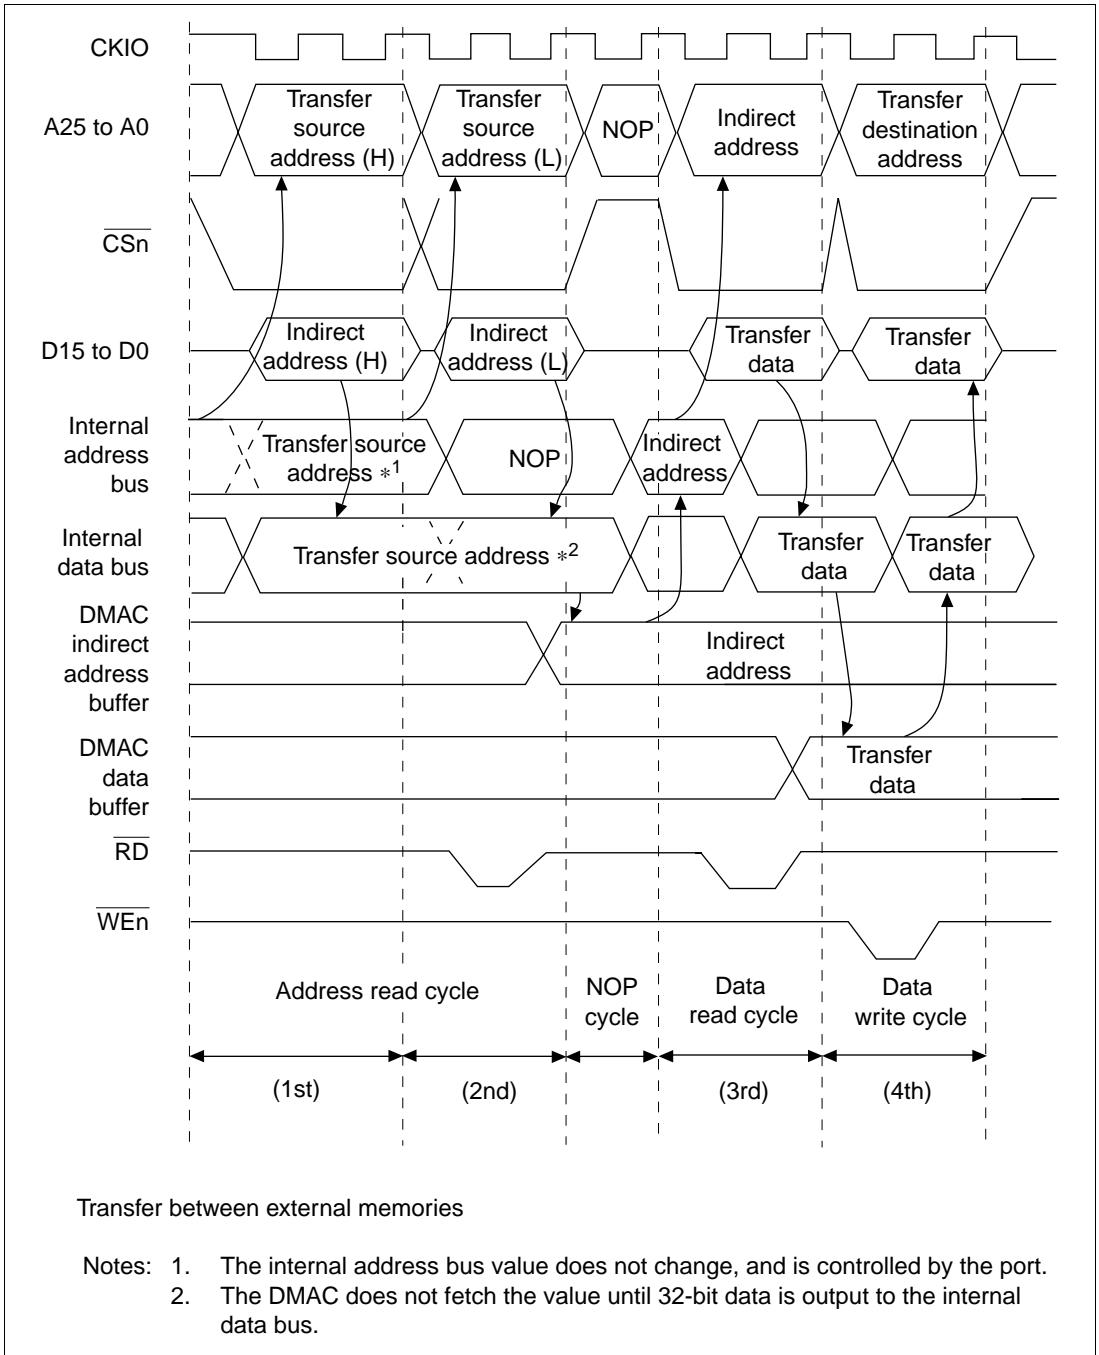 CKIO
A25 to A0
Transfer
source
address (H)
Transfer
source
address (L)
NOP
Indirect
address
Transfer
destination
address
CSn
D15 to D0
Indirect
address (H)
Indirect
address (L)
Transfer
data
Transfer
data
Internal
address
bus
Transfer source
address *1
NOP
Indirect
address
Internal
data bus
Transfer source address *2
Transfer
data
Transfer
data
DMAC
indirect
address
buffer
Indirect
address
DMAC
data
buffer
Transfer
data
RD
WEn
Address read cycle
NOP
cycle
Data
read cycle
Data
write cycle
(1st)
(2nd)
(3rd)
(4th)
Transfer between external memories
Notes: 1. The internal address bus value does not change, and is controlled by the port.
2. The DMAC does not fetch the value until 32-bit data is output to the internal
data bus.